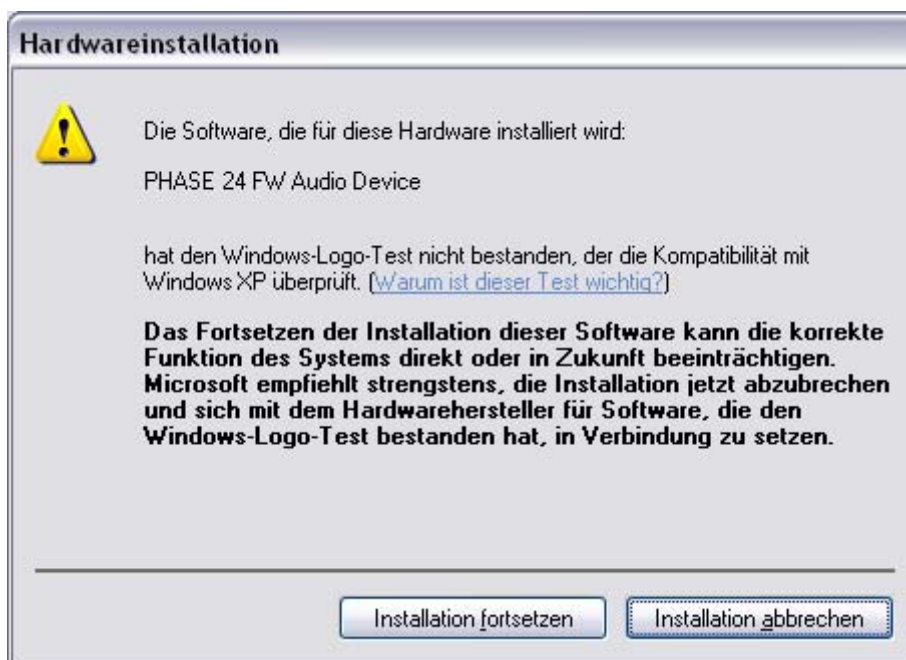 Hardwareinstallation
Die Software, die für diese Hardware installiert wird:
PHASE 24 FW Audio Device
hat den Windows-Logo-Test nicht bestanden, der die Kompatibilität mit
Windows XP überprüft. (Warum ist dieser Test wichtig?)
Das Fortsetzen der Installation dieser Software kann die korrekte
Funktion des Systems direkt oder in Zukunft beeinträchtigen.
Microsoft empfiehlt strengstens, die Installation jetzt abzubrechen
und sich mit dem Hardwarehersteller für Software, die den
Windows-Logo-Test bestanden hat, in Verbindung zu setzen.
Installation fortsetzen Installation abbrechen